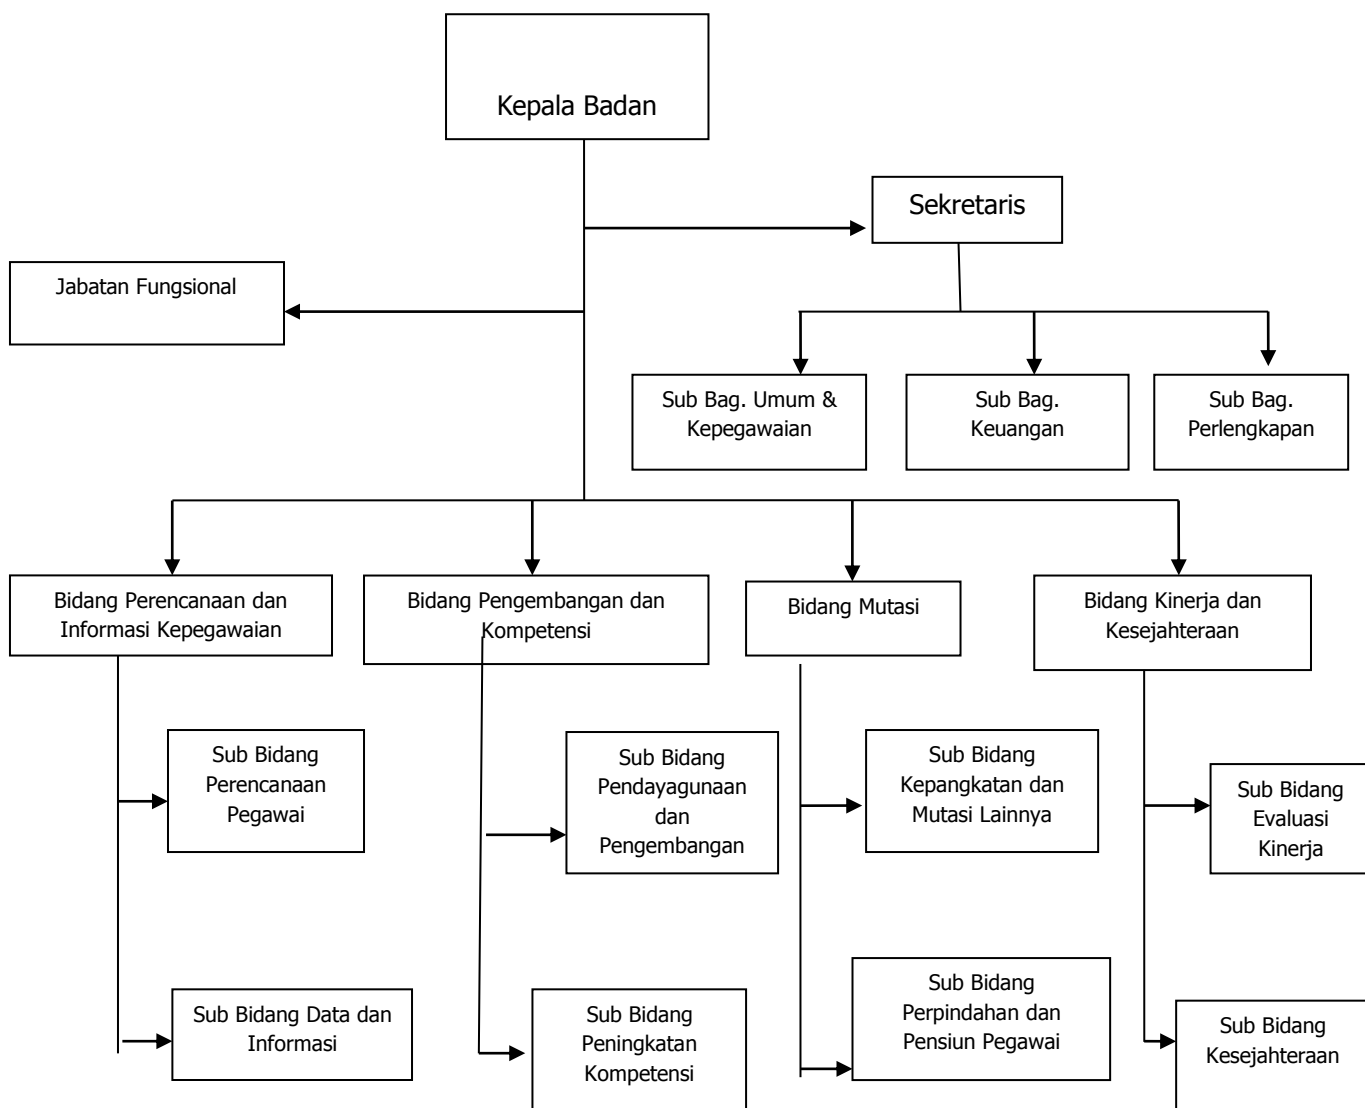 Kepala Badan
Sekretaris
Jabatan Fungsional
Sub Bag. Umum &
Kepegawaian
Sub Bag.
Keuangan
Sub Bag.
Perlengkapan
Bidang Perencanaan dan
Informasi Kepegawaian
Bidang Pengembangan dan
Kompetensi
Bidang Mutasi
Bidang Kinerja dan
Kesejahteraan
Sub Bidang
Perencanaan
Pegawai
Sub Bidang
Pendayagunaan
dan
Pengembangan
Sub Bidang
Kepangkatan dan
Mutasi Lainnya
Sub Bidang
Evaluasi
Kinerja
Sub Bidang Data dan
Informasi
Sub Bidang
Peningkatan
Kompetensi
Sub Bidang
Perpindahan dan
Pensiun Pegawai
Sub Bidang
Kesejahteraan